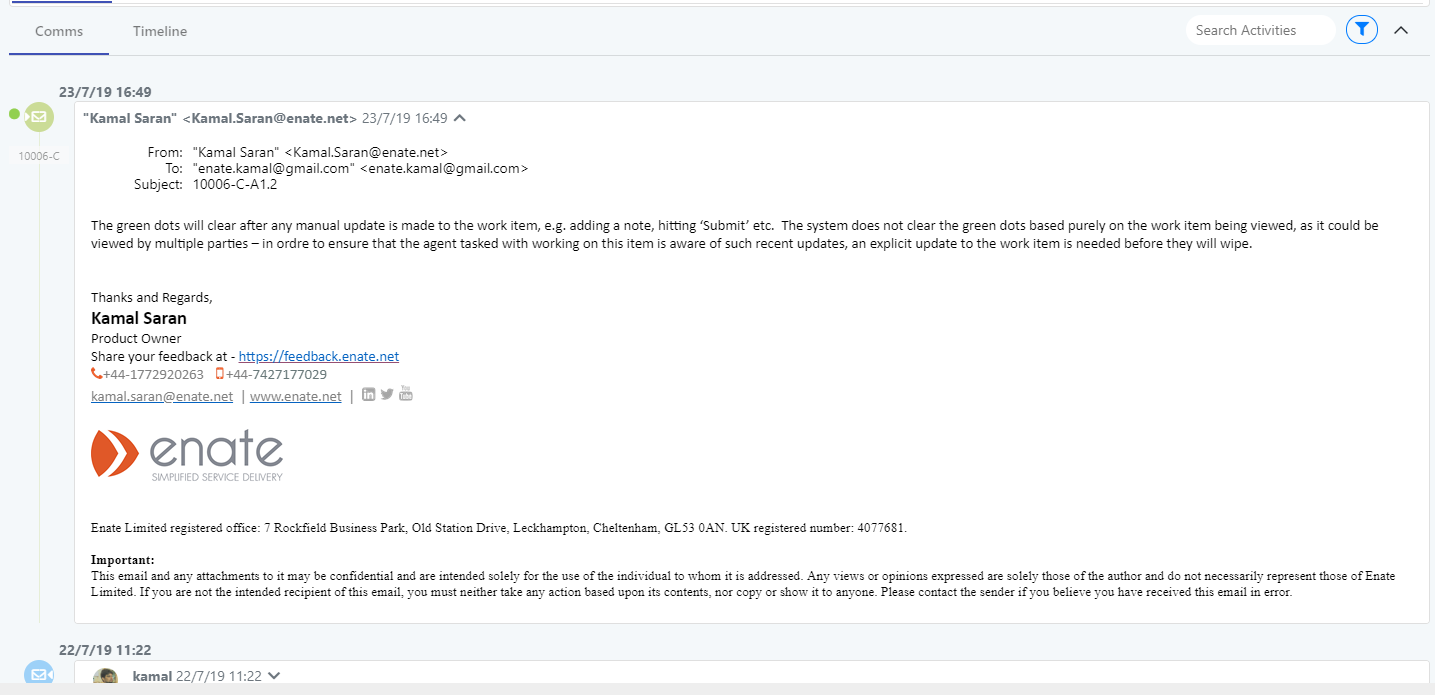 Comms
Timeline
Search Activities
23/7/19 16:49
"Kamal Saran" <Kamal.Saran@enate.net> 23/7/19 16:49
10006-C
From: "Kamal Saran" <Kamal.Saran@enate.net>
To: "enate.kamal@gmail.com" <enate.kamal@gmail.com>
Subject: 10006-C-A1.2
The green dots will clear after any manual update is made to the work item, e.g. adding a note, hitting ‘Submit’ etc.  The system does not clear the green dots based purely on the work item being viewed, as it could be
viewed by multiple parties – in ordre to ensure that the agent tasked with working on this item is aware of such recent updates, an explicit update to the work item is needed before they will wipe.
Thanks and Regards,
Kamal Saran
Product Owner
Share your feedback at - https://feedback.enate.net
+44-1772920263 +44-7427177029
kamal.saran@enate.net | www.enate.net |
You Tube
enate
SIMPLIFIED SERVICE DELIVERY
Enate Limited registered office: 7 Rockfield Business Park, Old Station Drive, Leckhampton, Cheltenham, GL53 0AN. UK registered number: 4077681.
Important:
This email and any attachments to it may be confidential and are intended solely for the use of the individual to whom it is addressed. Any views or opinions expressed are solely those of the author and do not necessarily represent those of Enate
Limited. If you are not the intended recipient of this email, you must neither take any action based upon its contents, nor copy or show it to anyone. Please contact the sender if you believe you have received this email in error.
22/7/19 11:22
kamal 22/7/19 11:22